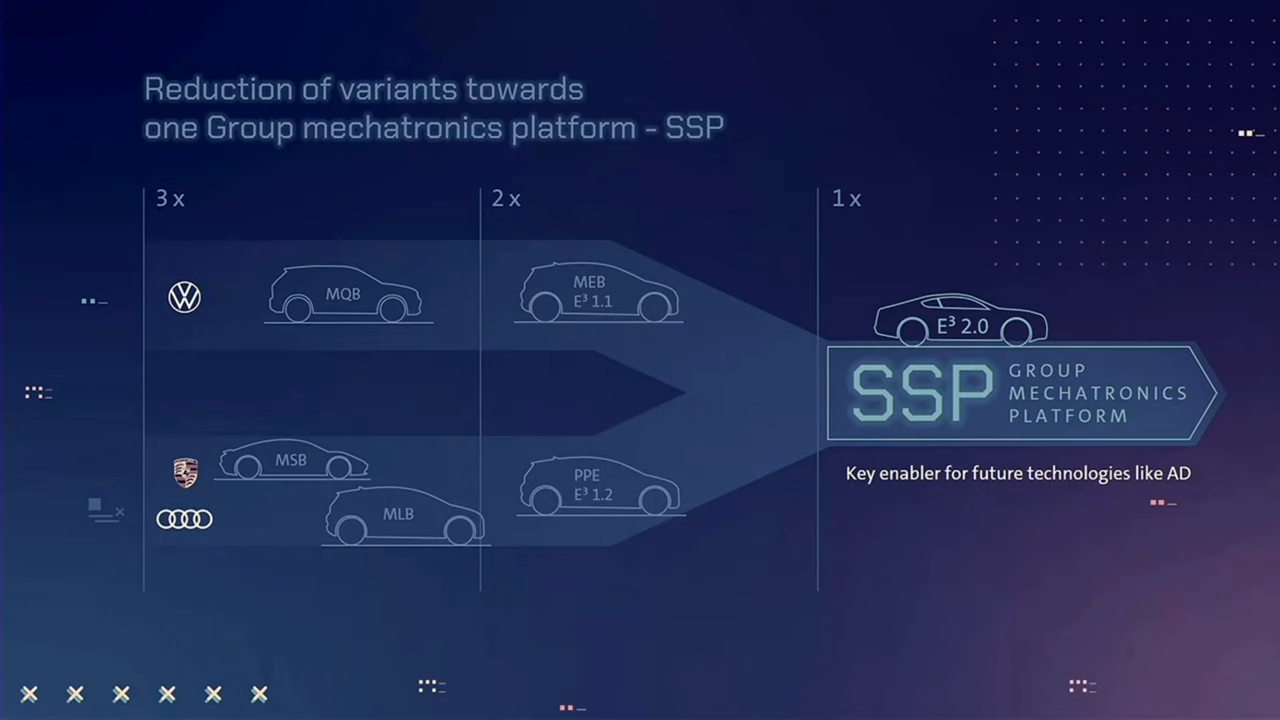 Reduction of variants towards
one Group mechatronics platform - SSP
3 x
2 x
1 x
MQB
MEB
E³ 1.1
E³ 2.0
SSP
GROUP
MECHATRONICS
PLATFORM
MSB
MLB
PPE
E³ 1.2
Key enabler for future technologies like AD